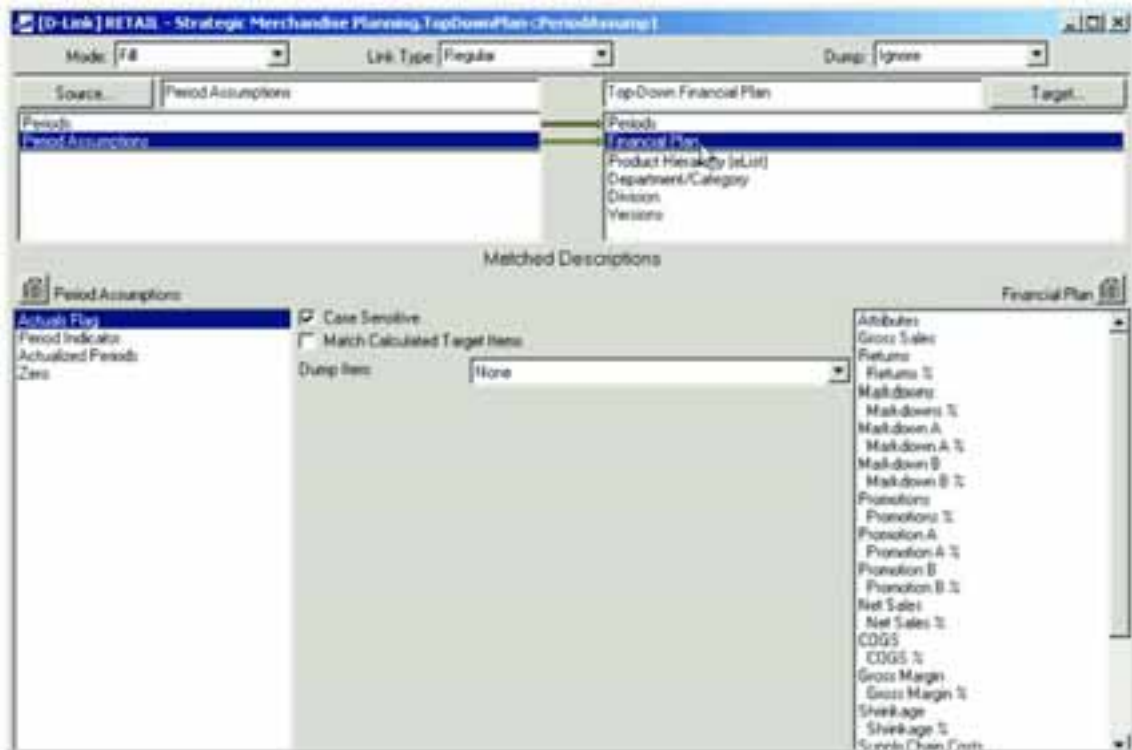 [D-Link] RETAIL - Strategic Merchandise Planning.TopDownPlan<PeriodAssump1
Mode: Fill Link Type: Regular Dump: Ignore
Source... Period Assumptions Top-Down Financial Plan Target...
Periods Periods
Period Assumptions Financial Plan
Product Hierarchy (eList)
Department/Category
Division
Versions
Matched Descriptions
Period Assumptions Financial Plan
Actuals Flag
Period Indicator
Actualized Periods
Zero
Case Sensitive
Match Calculated Target Items
Dump Item: None
Attributes
Gross Sales
Returns
Returns %
Markdowns
Markdowns %
Markdown A
Markdown A %
Markdown B
Markdown B %
Promotions
Promotions %
Promotion A
Promotion A %
Promotion B
Promotion B %
Net Sales
Net Sales %
COGS
COGS %
Gross Margin
Gross Margin %
Shrinkage
Shrinkage %
Supply Chain Costs